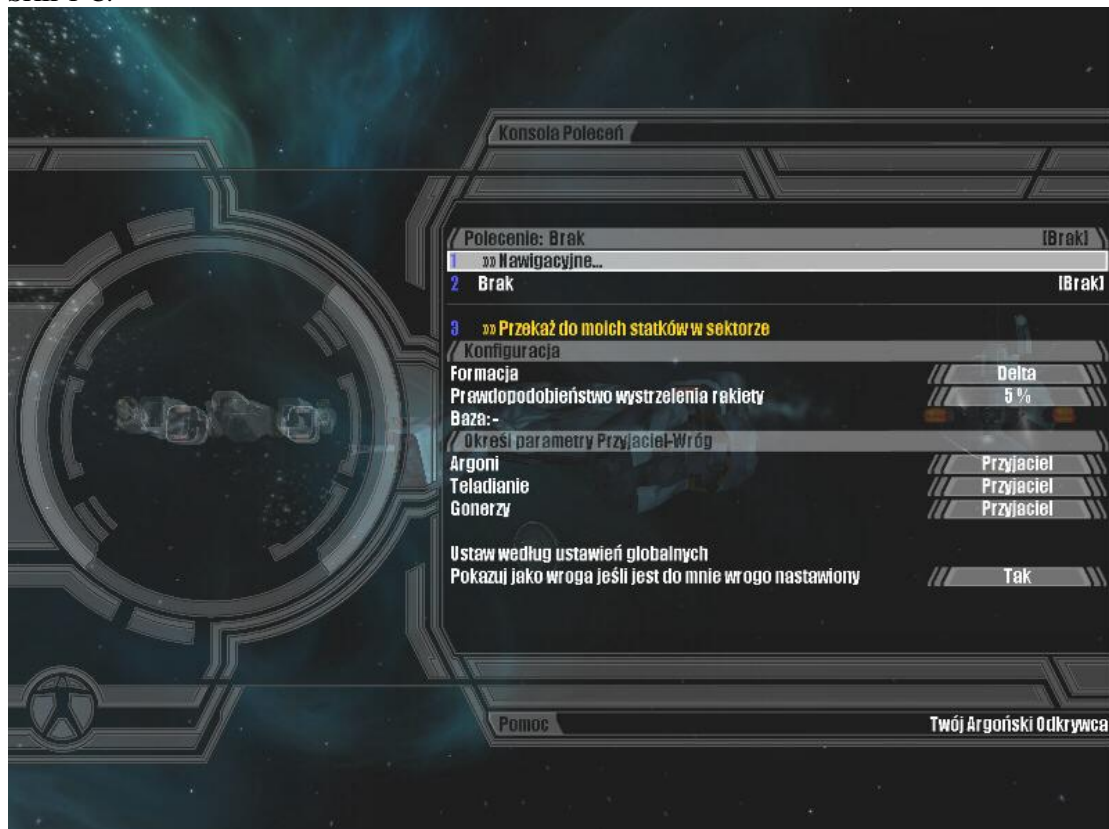 Konsola Poleceń
Polecenie: Brak [Brak]
1 »» Nawigacyjne...
2 Brak [Brak]
3 »» Przekaż do moich statków w sektorze
Konfiguracja
Formacja Delta
Prawdopodobieństwo wystrzelenia rakiety 5%
Baza:-
Określ parametry Przyjaciel-Wróg
Argoni Przyjaciel
Teladianie Przyjaciel
Gonerzy Przyjaciel
Ustaw według ustawień globalnych
Pokazuj jako wroga jeśli jest do mnie wrogo nastawiony Tak
Pomoc Twój Argoński Odkrywca